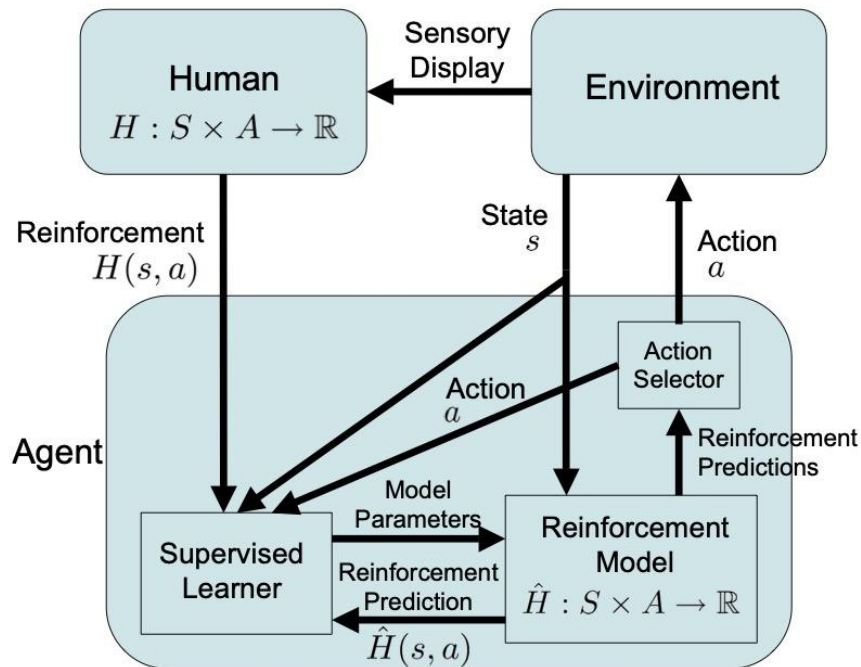 Human
H : S × A → ℝ
Sensory
Display
Environment
Reinforcement
H(s, a)
State
s
Action
a
Agent
Action
Selector
Action
a
Reinforcement
Predictions
Supervised
Learner
Model
Parameters
Reinforcement
Prediction
Ĥ(s, a)
Reinforcement
Model
Ĥ : S × A → ℝ